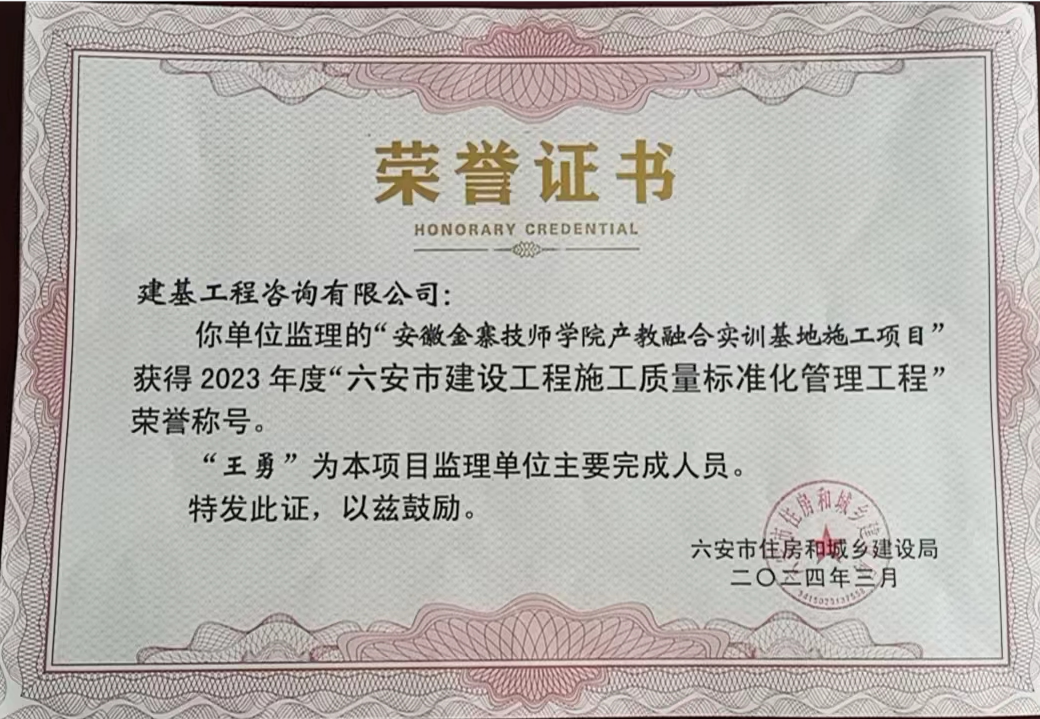 荣誉证书
HONORARY CREDENTIAL
建基工程咨询有限公司：
你单位监理的“安徽金寨技师学院产教融合实训基地施工项目”
获得 2023 年度“六安市建设工程施工质量标准化管理工程”
荣誉称号。
“王勇”为本项目监理单位主要完成人员。
特发此证，以兹鼓励。
六安市住房和城乡建设局
二〇二四年三月